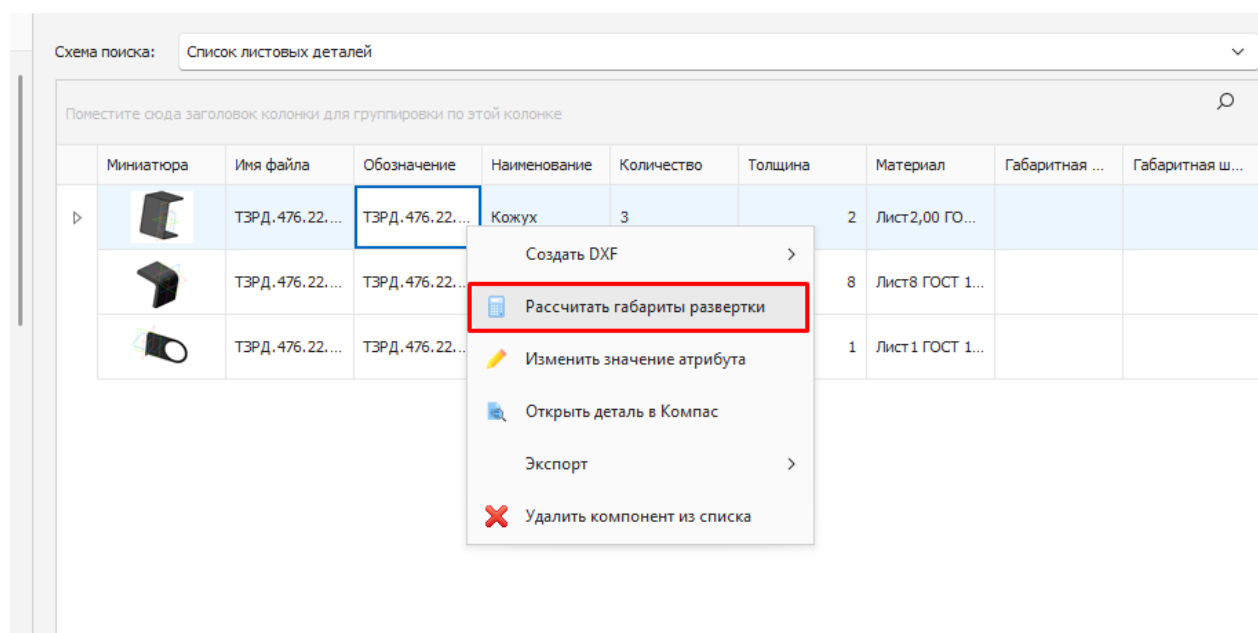 Схема поиска: Список листовых деталей
Поместите сюда заголовок колонки для группировки по этой колонке
Миниатюра Имя файла Обозначение Наименование Количество Толщина Материал Габаритная ... Габаритная ш...
ТЗРД.476.22.... ТЗРД.476.22.... Кожух 3 2 Лист2,00 ГО...
ТЗРД.476.22.... ТЗРД.476.22... 8 Лист8 ГОСТ 1...
ТЗРД.476.22.... ТЗРД.476.22... 1 Лист1 ГОСТ 1...
Создать DXF
Рассчитать габариты развертки
Изменить значение атрибута
Открыть деталь в Компас
Экспорт
Удалить компонент из списка